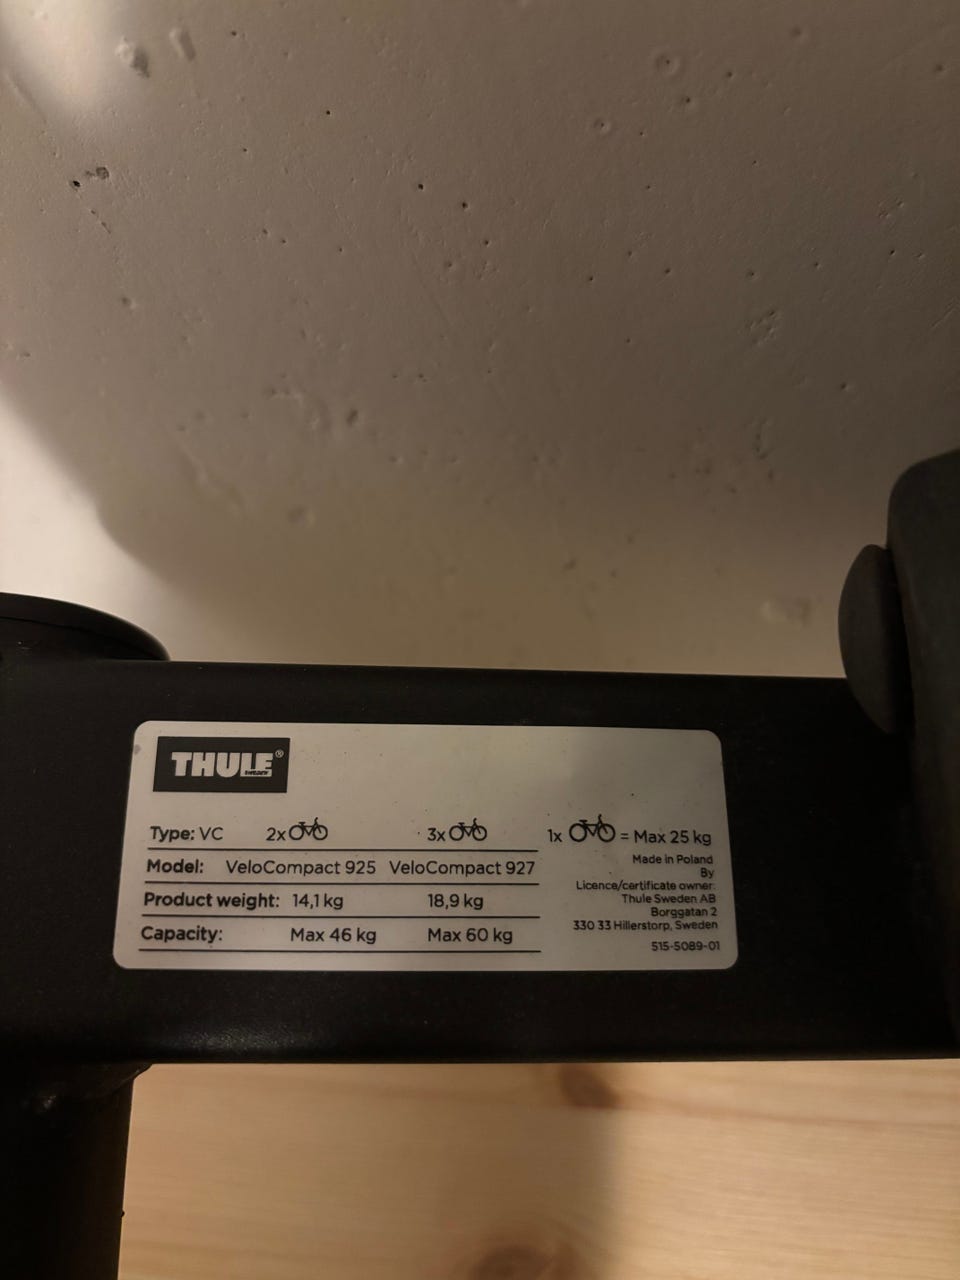 THULE®
SWEDEN
Type: VC 2x 3x 1x = Max 25 kg
Model: VeloCompact 925 VeloCompact 927
Product weight: 14,1 kg 18,9 kg
Capacity: Max 46 kg Max 60 kg
Made in Poland
By
Licence/certificate owner:
Thule Sweden AB
Borggatan 2
330 33 Hillerstorp, Sweden
515-5089-01